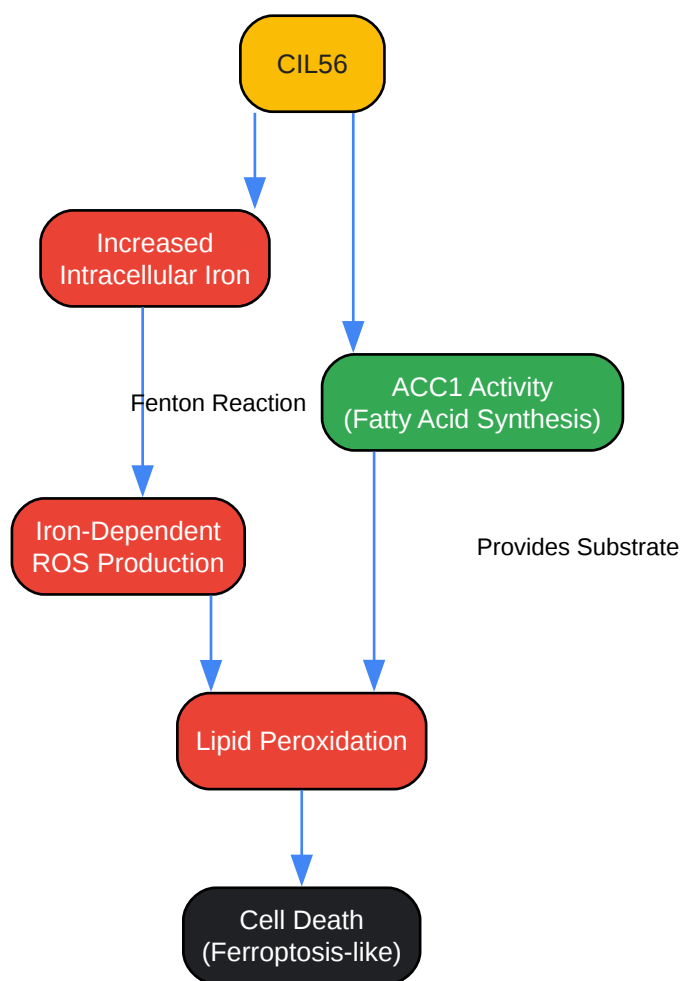 CIL56
Increased
Intracellular Iron
ACC1 Activity
(Fatty Acid Synthesis)
Fenton Reaction
Iron-Dependent
ROS Production
Provides Substrate
Lipid Peroxidation
Cell Death
(Ferroptosis-like)